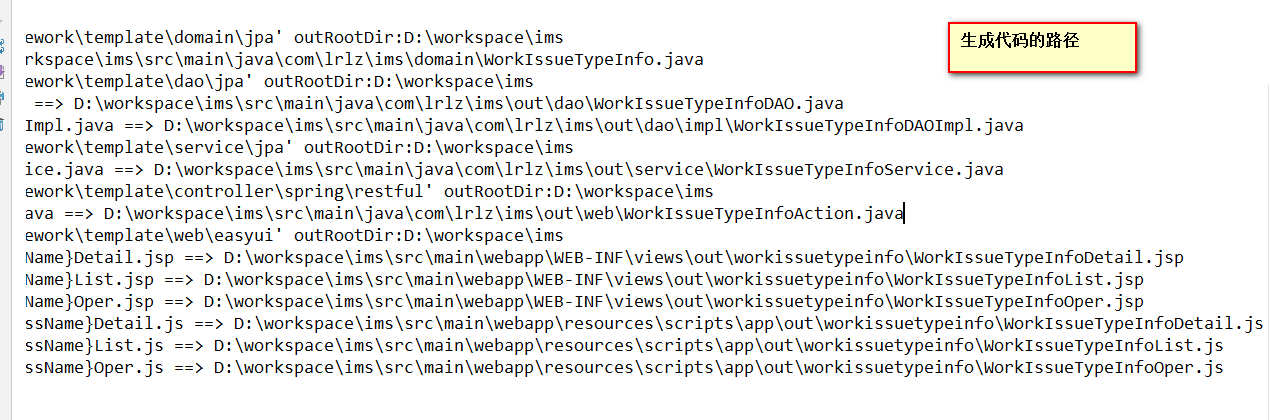 ework\template\domain\jpa' outRootDir:D:\workspace\ims
生成代码的路径
rkspace\ims\src\main\java\com\lrlz\ims\domain\WorkIssueTypeInfo.java
ework\template\dao\jpa' outRootDir:D:\workspace\ims
==> D:\workspace\ims\src\main\java\com\lrlz\ims\out\dao\WorkIssueTypeInfoDAO.java
Impl.java ==> D:\workspace\ims\src\main\java\com\lrlz\ims\out\dao\impl\WorkIssueTypeInfoDAOImpl.java
ework\template\service\jpa' outRootDir:D:\workspace\ims
ice.java ==> D:\workspace\ims\src\main\java\com\lrlz\ims\out\service\WorkIssueTypeInfoService.java
ework\template\controller\spring\restful' outRootDir:D:\workspace\ims
ava ==> D:\workspace\ims\src\main\java\com\lrlz\ims\out\web\WorkIssueTypeInfoAction.java
ework\template\web\easyui' outRootDir:D:\workspace\ims
Name}Detail.jsp ==> D:\workspace\ims\src\main\webapp\WEB-INF\views\out\workissuetypeinfo\WorkIssueTypeInfoDetail.jsp
Name}List.jsp ==> D:\workspace\ims\src\main\webapp\WEB-INF\views\out\workissuetypeinfo\WorkIssueTypeInfoList.jsp
Name}Oper.jsp ==> D:\workspace\ims\src\main\webapp\WEB-INF\views\out\workissuetypeinfo\WorkIssueTypeInfoOper.jsp
ssName}Detail.js ==> D:\workspace\ims\src\main\webapp\resources\scripts\app\out\workissuetypeinfo\WorkIssueTypeInfoDetail.js
ssName}List.js ==> D:\workspace\ims\src\main\webapp\resources\scripts\app\out\workissuetypeinfo\WorkIssueTypeInfoList.js
ssName}Oper.js ==> D:\workspace\ims\src\main\webapp\resources\scripts\app\out\workissuetypeinfo\WorkIssueTypeInfoOper.js